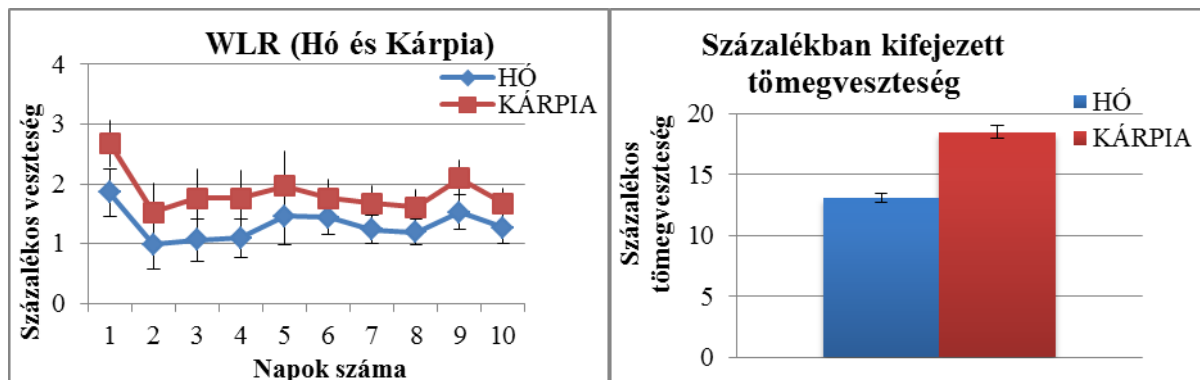 WLR (Hó és Kárpia)
HÓ
KÁRPIA
Százalékos veszteség
4
3
2
1
0
1 2 3 4 5 6 7 8 9 10
Napok száma
Százalékban kifejezett
tömegveszteség
HÓ
KÁRPIA
Százalékos
tömegveszteség
20
15
10
5
0